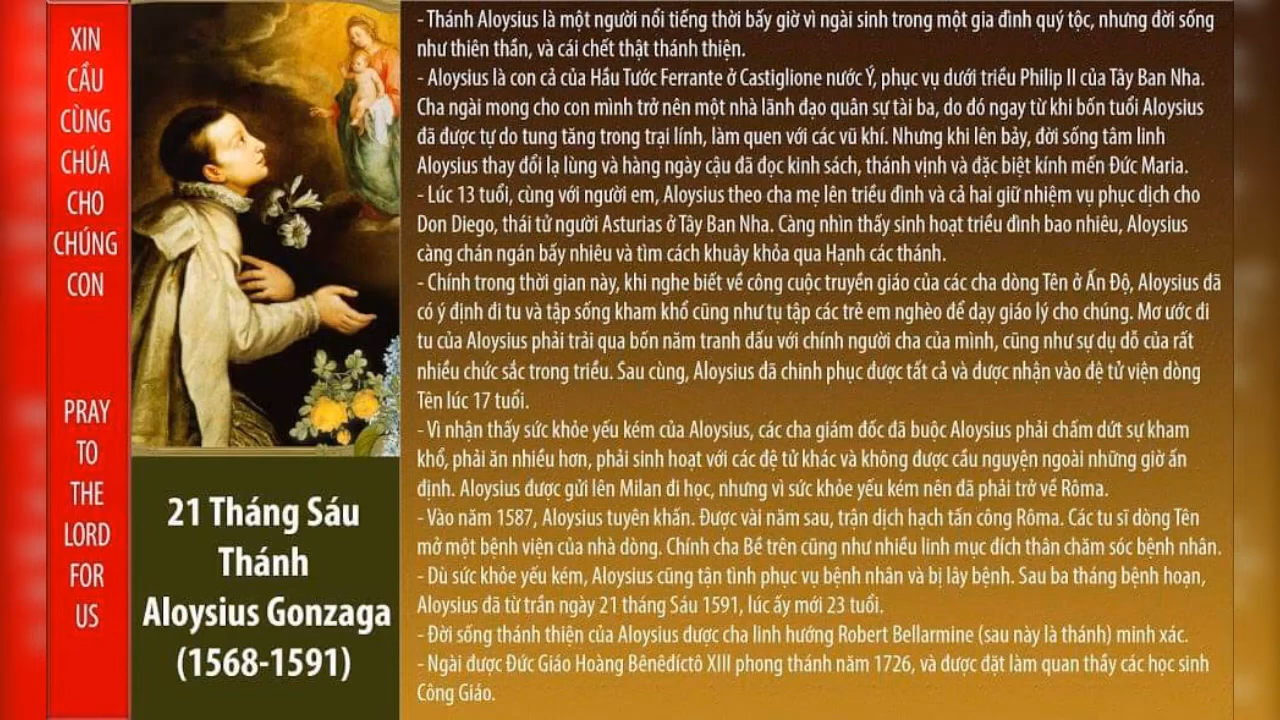 XIN
CẦU
CÙNG
CHÚA
CHO
CHÚNG
CON
PRAY
TO
THE
LORD
FOR
US
21 Tháng Sáu
Thánh
Aloysius Gonzaga
(1568-1591)
- Thánh Aloysius là một người nổi tiếng thời bấy giờ vì ngài sinh trong một gia đình quý tộc, nhưng đời sống
như thiên thần, và cái chết thật thánh thiện.
- Aloysius là con cả của Hầu Tước Ferrante ở Castiglione nước Ý, phục vụ dưới triều Philip II của Tây Ban Nha.
Cha ngài mong cho con mình trở nên một nhà lãnh đạo quân sự tài ba, do đó ngay từ khi bốn tuổi Aloysius
đã được tự do tung tăng trong trại lính, làm quen với các vũ khí. Nhưng khi lên bảy, đời sống tâm linh
Aloysius thay đổi lạ lùng và hàng ngày cậu đã đọc kinh sách, thánh vịnh và đặc biệt kính mến Đức Maria.
- Lúc 13 tuổi, cùng với người em, Aloysius theo cha mẹ lên triều đình và cả hai giữ nhiệm vụ phục dịch cho
Don Diego, thái tử người Asturias ở Tây Ban Nha. Càng nhìn thấy sinh hoạt triều đình bao nhiêu, Aloysius
càng chán ngán bấy nhiêu và tìm cách khuây khỏa qua Hạnh các thánh.
- Chính trong thời gian này, khi nghe biết về công cuộc truyền giáo của các cha dòng Tên ở Ấn Độ, Aloysius đã
có ý định đi tu và tập sống kham khổ cũng như tụ tập các trẻ em nghèo để dạy giáo lý cho chúng. Mơ ước đi
tu của Aloysius phải trải qua bốn năm tranh đấu với chính người cha của mình, cũng như sự dụ dỗ của rất
nhiều chức sắc trong triều. Sau cùng, Aloysius đã chinh phục được tất cả và được nhận vào đệ tử viện dòng
Tên lúc 17 tuổi.
- Vì nhận thấy sức khỏe yếu kém của Aloysius, các cha giám đốc đã buộc Aloysius phải chấm dứt sự kham
khổ, phải ăn nhiều hơn, phải sinh hoạt với các đệ tử khác và không được cầu nguyện ngoài những giờ ấn
định. Aloysius được gửi lên Milan đi học, nhưng vì sức khỏe yếu kém nên đã phải trở về Rôma.
- Vào năm 1587, Aloysius tuyên khấn. Được vài năm sau, trận dịch hạch tấn công Rôma. Các tu sĩ dòng Tên
mở một bệnh viện của nhà dòng. Chính cha Bề trên cũng như nhiều linh mục đích thân chăm sóc bệnh nhân.
- Dù sức khỏe yếu kém, Aloysius cũng tận tình phục vụ bệnh nhân và bị lây bệnh. Sau ba tháng bệnh hoạn,
Aloysius đã từ trần ngày 21 tháng Sáu 1591, lúc ấy mới 23 tuổi.
- Đời sống thánh thiện của Aloysius được cha linh hướng Robert Bellarmine (sau này là thánh) minh xác.
- Ngài được Đức Giáo Hoàng Bênêđíctô XIII phong thánh năm 1726, và được đặt làm quan thầy các học sinh
Công Giáo.